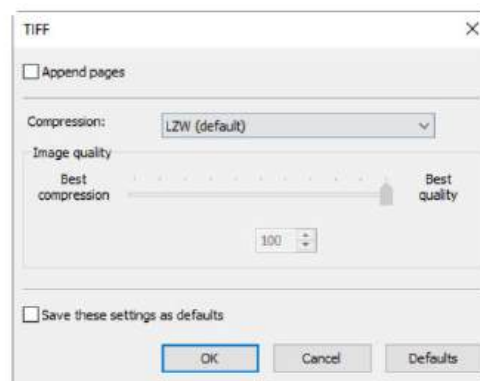 TIFF
Append pages
Compression:
LZW (default)
Image quality
Best
compression
Best
quality
100
Save these settings as defaults
OK
Cancel
Defaults